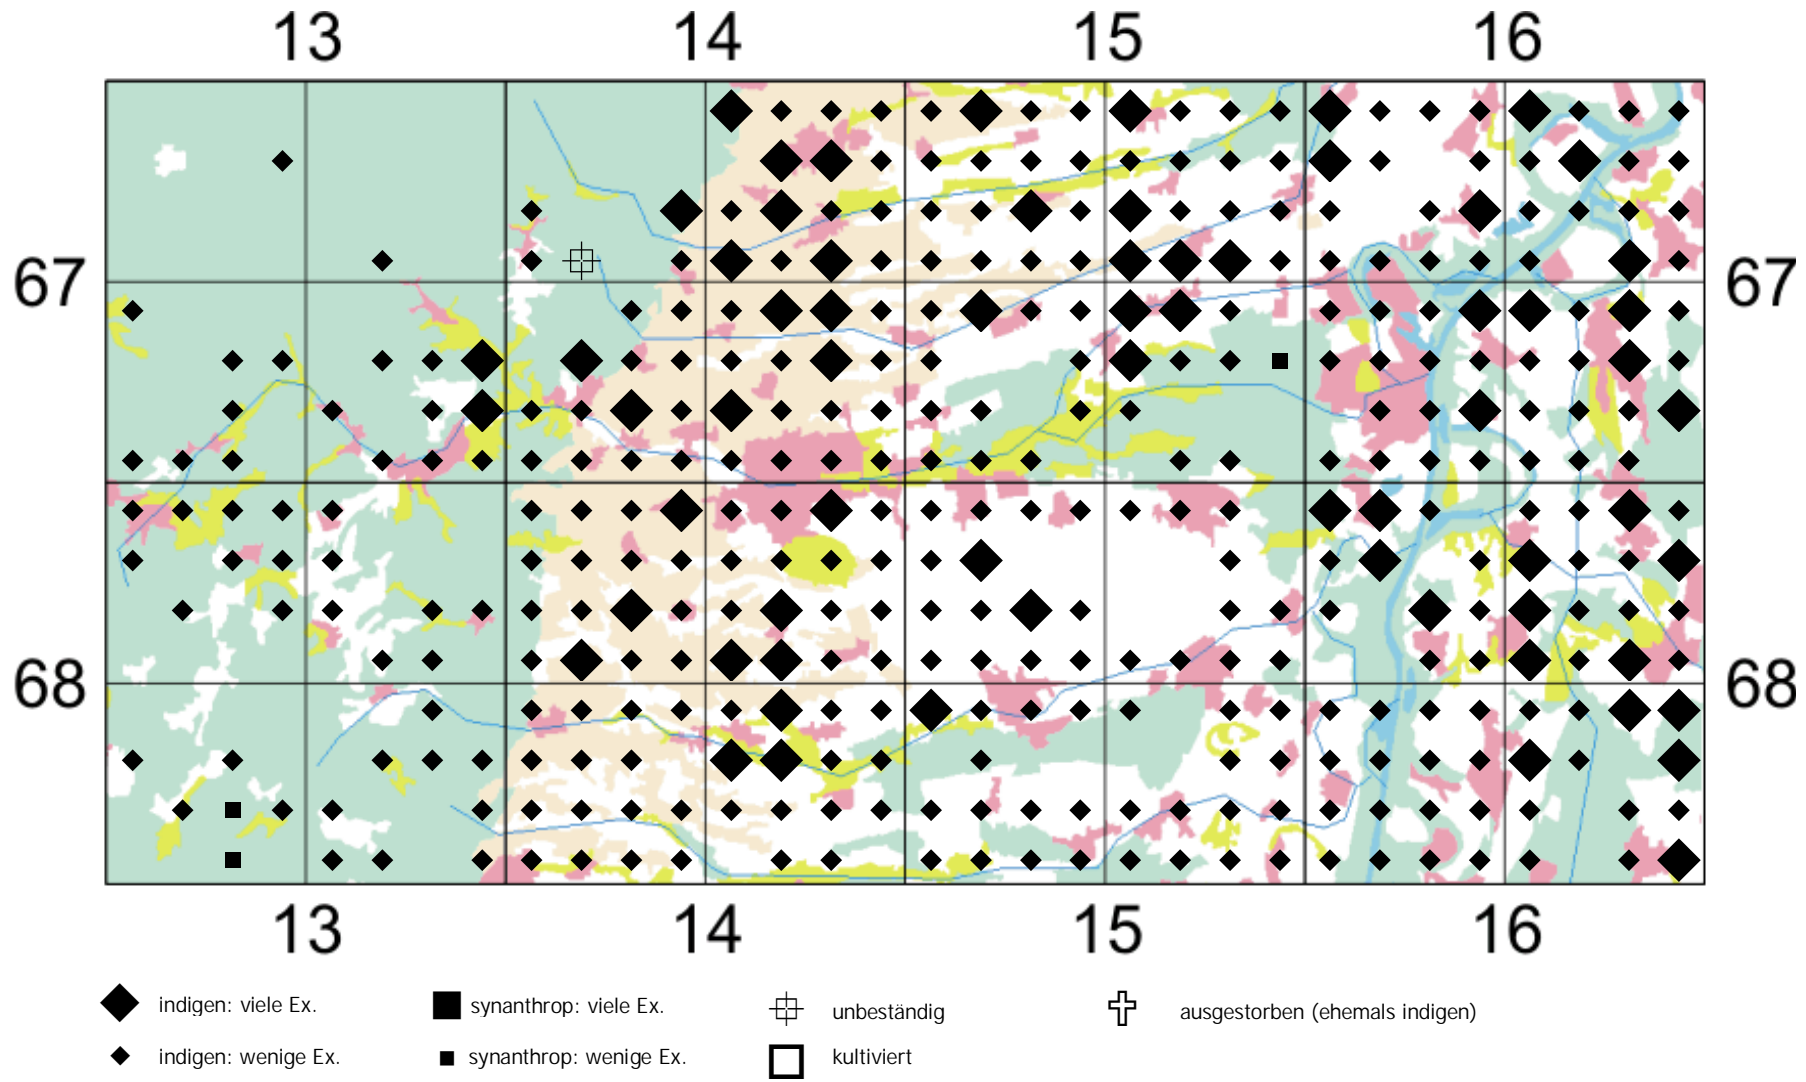 13 14 15 16
67 67
68 68
13 14 15 16
indigen: viele Ex. synanthrop: viele Ex. unbeständig ausgestorben (ehemals indigen)
indigen: wenige Ex. synanthrop: wenige Ex. kultiviert